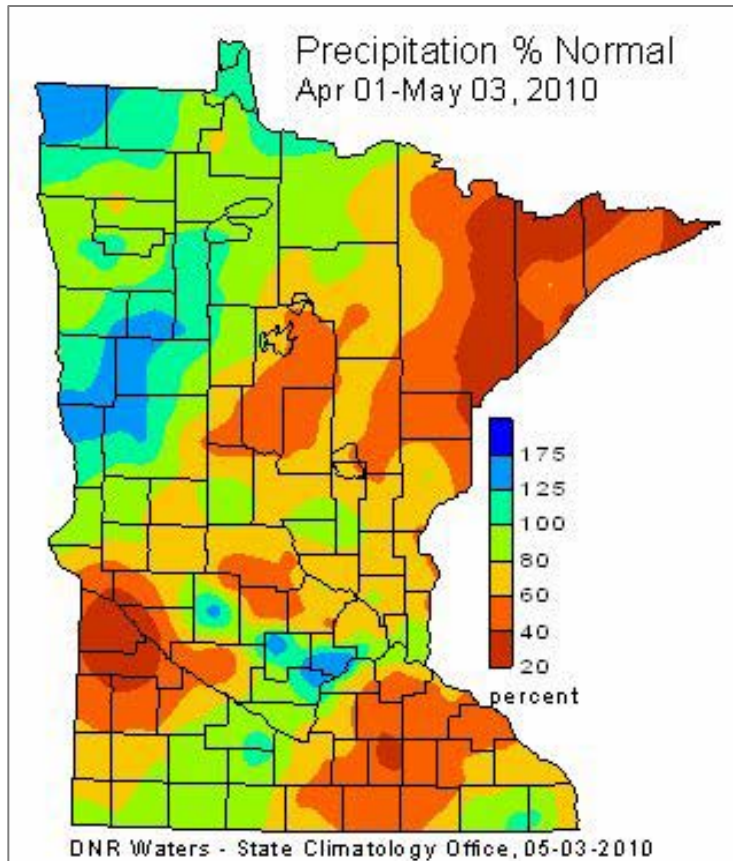 Precipitation % Normal
Apr 01-May 03, 2010
175
125
100
80
60
40
20
percent
DNR Waters - State Climatology Office, 05-03-2010